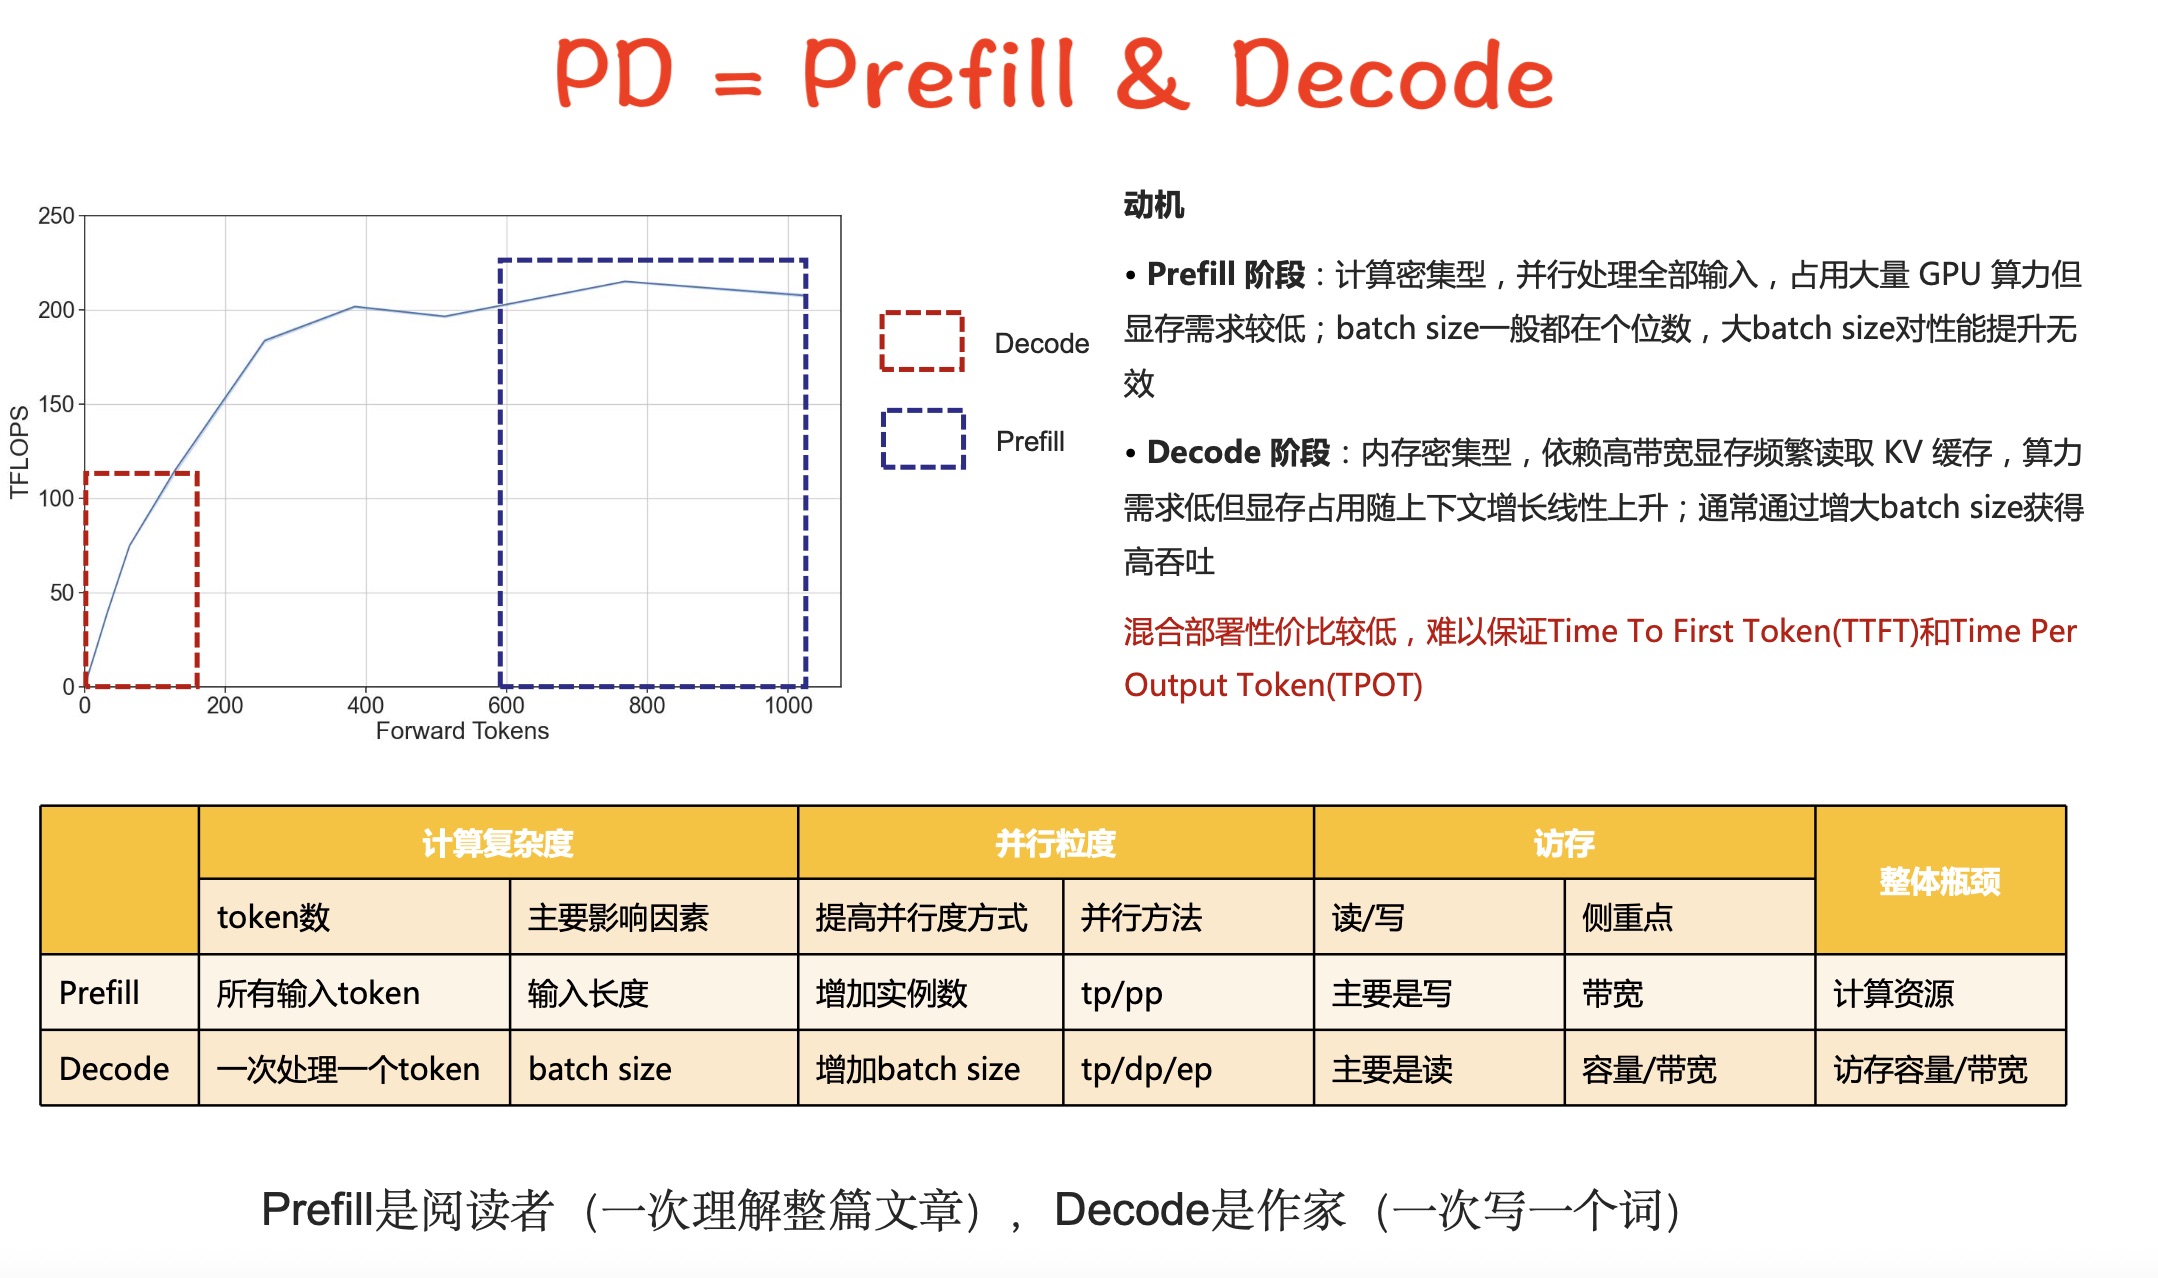 PD = Prefill & Decode
250
200
150
100
50
0
TFLOPS
0 200 400 600 800 1000
Forward Tokens
Decode
Prefill
动机
• Prefill 阶段：计算密集型，并行处理全部输入，占用大量 GPU 算力但
显存需求较低；batch size一般都在个位数，大batch size对性能提升无
效
• Decode 阶段：内存密集型，依赖高带宽显存频繁读取 KV 缓存，算力
需求低但显存占用随上下文增长线性上升；通常通过增大batch size获得
高吞吐
混合部署性价比较低，难以保证Time To First Token(TTFT)和Time Per
Output Token(TPOT)
计算复杂度 并行粒度 访存 整体瓶颈
token数 主要影响因素 提高并行度方式 并行方法 读/写 侧重点
Prefill 所有输入token 输入长度 增加实例数 tp/pp 主要是写 带宽 计算资源
Decode 一次处理一个token batch size 增加batch size tp/dp/ep 主要是读 容量/带宽 访存容量/带宽
Prefill是阅读者（一次理解整篇文章），Decode是作家（一次写一个词）